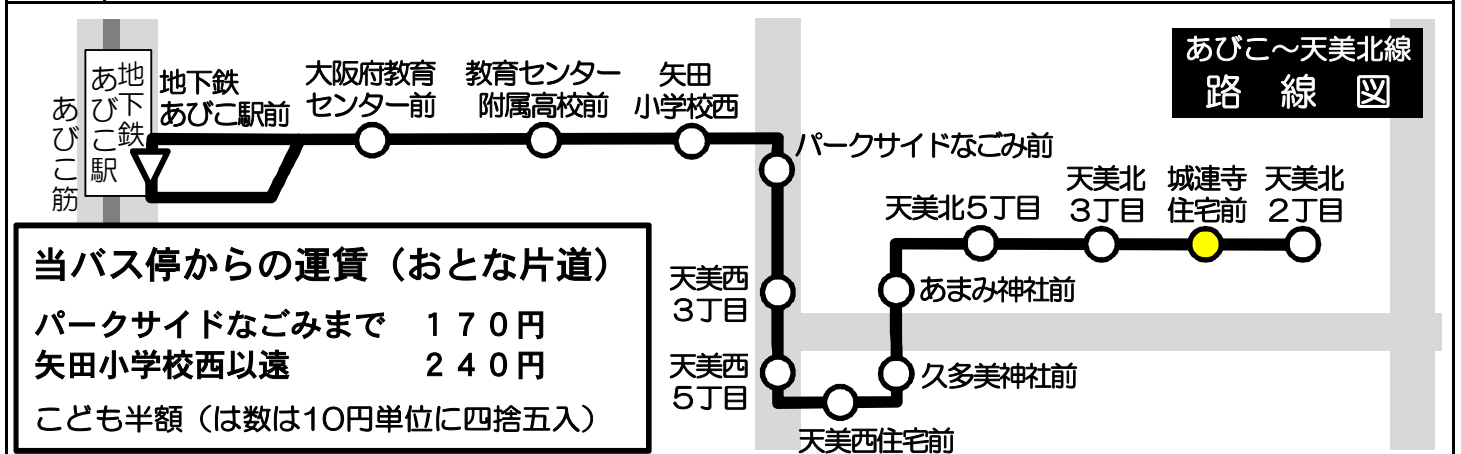 あびこ～天美北線
路線図
あびこ筋
地下鉄
あびこ駅
地下鉄
あびこ駅前
大阪府教育
センター前
教育センター
附属高校前
矢田
小学校西
パークサイドなごみ前
天美西
3丁目
天美西
5丁目
天美西住宅前
久多美神社前
あまみ神社前
天美北5丁目
天美北
3丁目
城連寺
住宅前
天美北
2丁目
当バス停からの運賃（おとな片道）
パークサイドなごみまで　１７０円
矢田小学校西以遠　２４０円
こども半額（は数は10円単位に四捨五入）